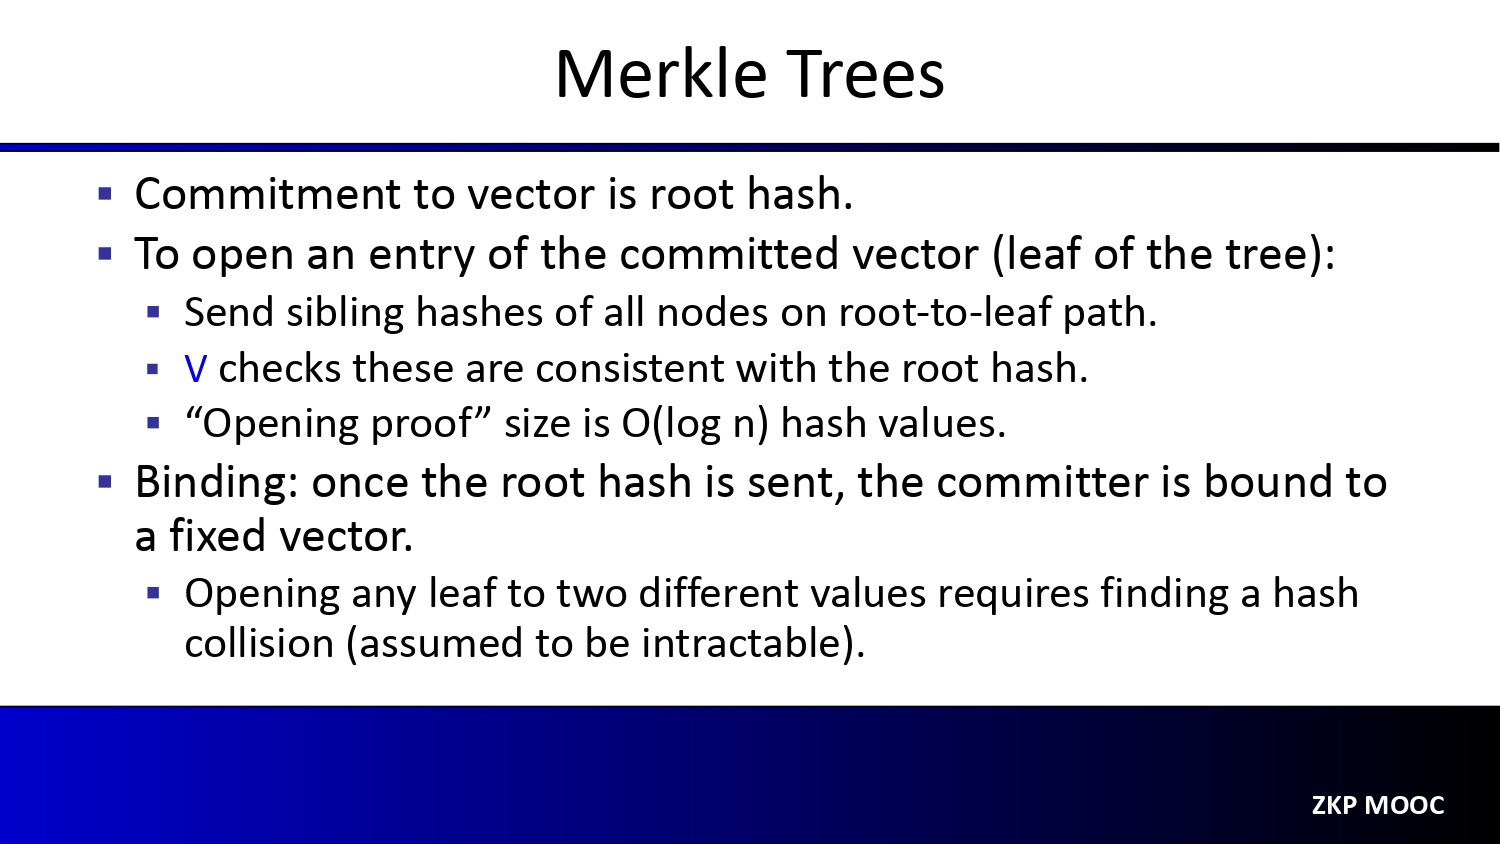 Merkle Trees
▪ Commitment to vector is root hash.
▪ To open an entry of the committed vector (leaf of the tree):
▪ Send sibling hashes of all nodes on root-to-leaf path.
▪ V checks these are consistent with the root hash.
▪ “Opening proof” size is O(log n) hash values.
▪ Binding: once the root hash is sent, the committer is bound to
a fixed vector.
▪ Opening any leaf to two different values requires finding a hash
collision (assumed to be intractable).
ZKP MOOC